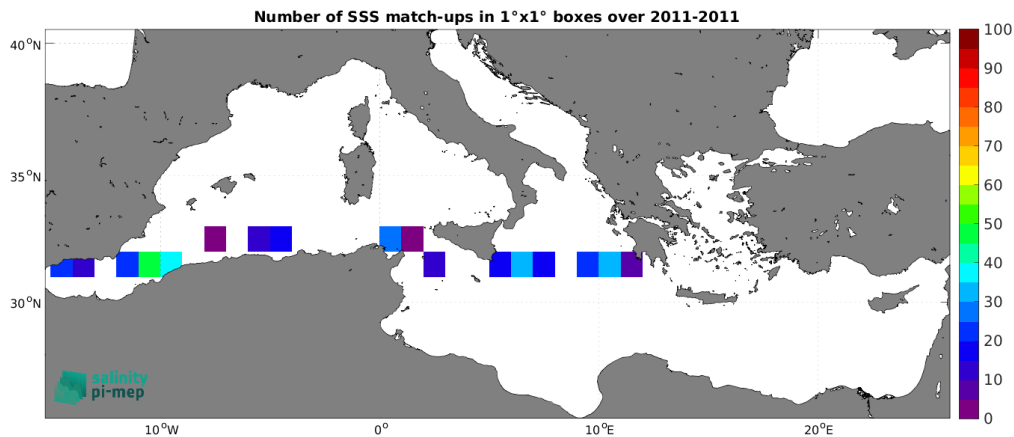 Number of SSS match-ups in 1°x1° boxes over 2011-2011
40°N
35°N
30°N
10°W
0°
10°E
20°E
100
90
80
70
60
50
40
30
20
10
0
salinity
pi-mep